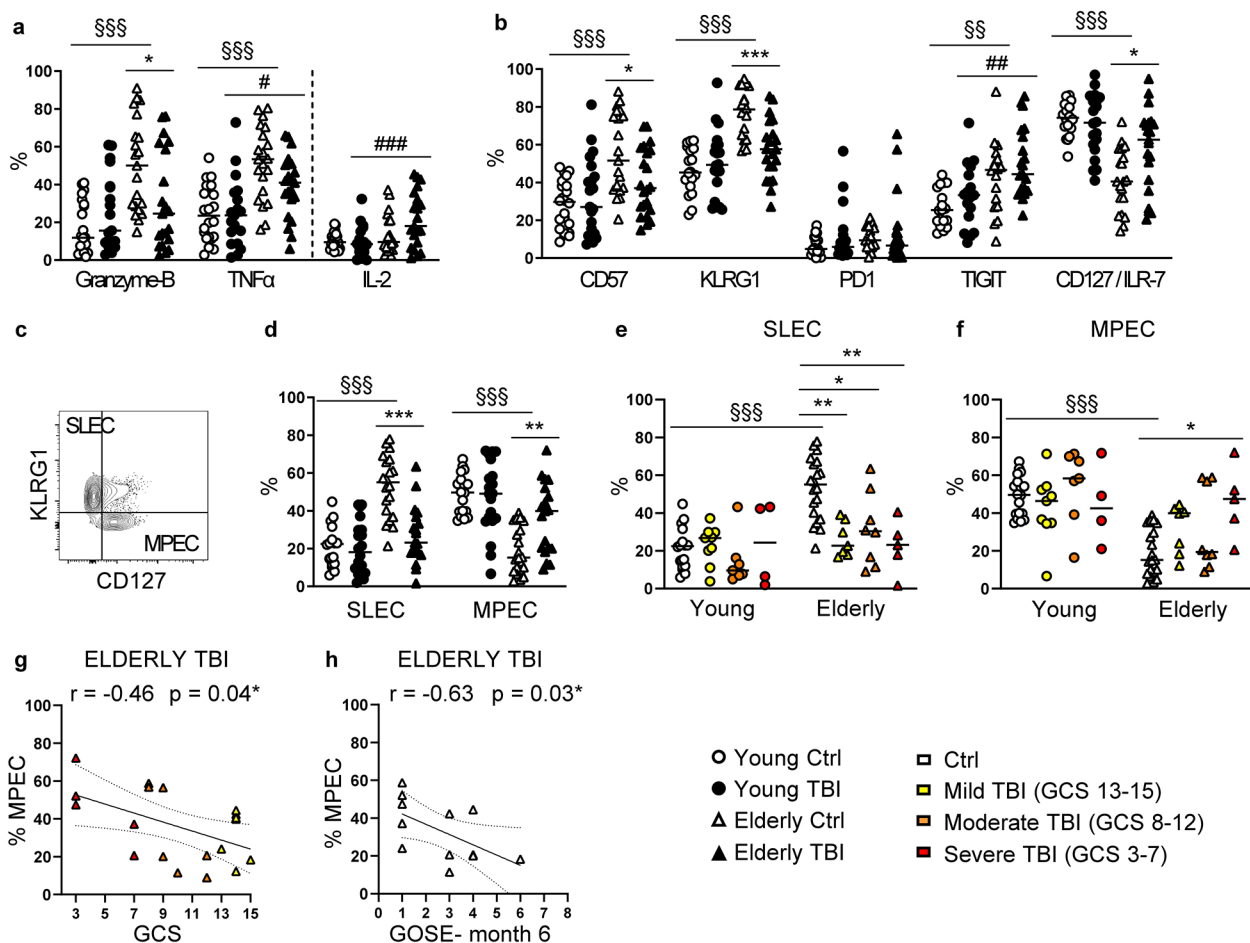 a
§§§
*
§§§
#
###
100
80
60
40
20
0
%
Granzyme-B
TNFα
IL-2
b
§§§
*
§§§
***
§§
##
§§§
*
100
80
60
40
20
0
%
CD57
KLRG1
PD1
TIGIT
CD127 / ILR-7
c
SLEC
MPEC
KLRG1
CD127
d
§§§
***
§§§
**
100
80
60
40
20
0
%
SLEC
MPEC
e
SLEC
**
*
**
§§§
100
80
60
40
20
0
%
Young
Elderly
f
MPEC
§§§
*
100
80
60
40
20
0
%
Young
Elderly
g
ELDERLY TBI
r = -0.46 p = 0.04*
100
80
60
40
20
0
% MPEC
3 5 7 9 11 13 15
GCS
h
ELDERLY TBI
r = -0.63 p = 0.03*
100
80
60
40
20
0
% MPEC
0 1 2 3 4 5 6 7 8
GOSE- month 6
Young Ctrl
Young TBI
Elderly Ctrl
Elderly TBI
Ctrl
Mild TBI (GCS 13-15)
Moderate TBI (GCS 8-12)
Severe TBI (GCS 3-7)